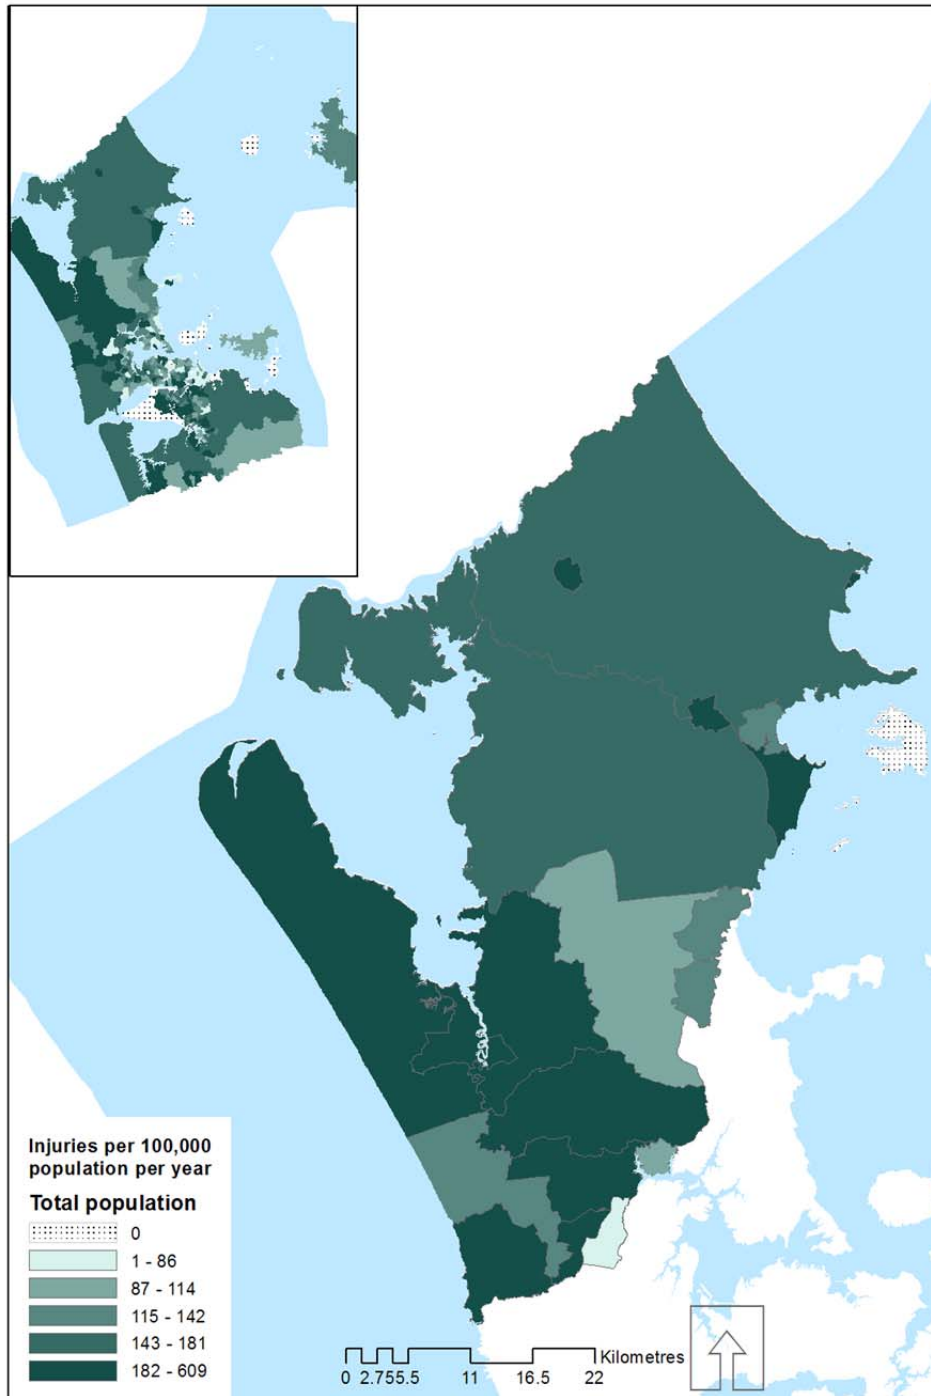 Injuries per 100,000
population per year
Total population
0
1 - 86
87 - 114
115 - 142
143 - 181
182 - 609
Kilometres
0 2.755.5 11 16.5 22